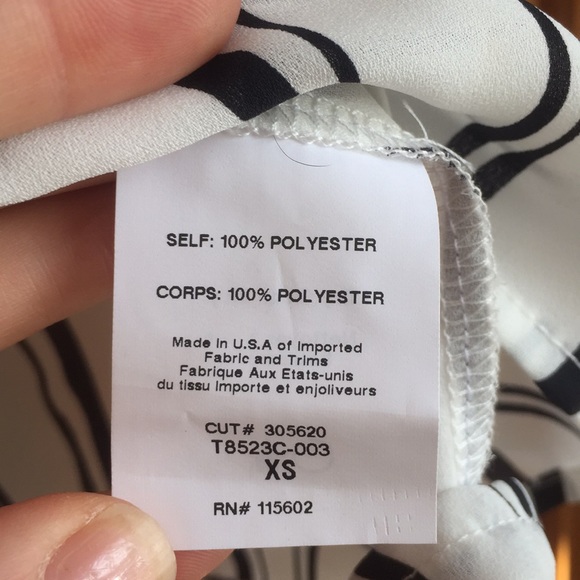 SELF: 100% POLYESTER
CORPS: 100% POLYESTER
Made in U.S.A of Imported
Fabric and Trims
Fabrique Aux Etats-unis
du tissu importe et enjoliveurs
CUT# 305620
T8523C-003
XS
RN# 115602